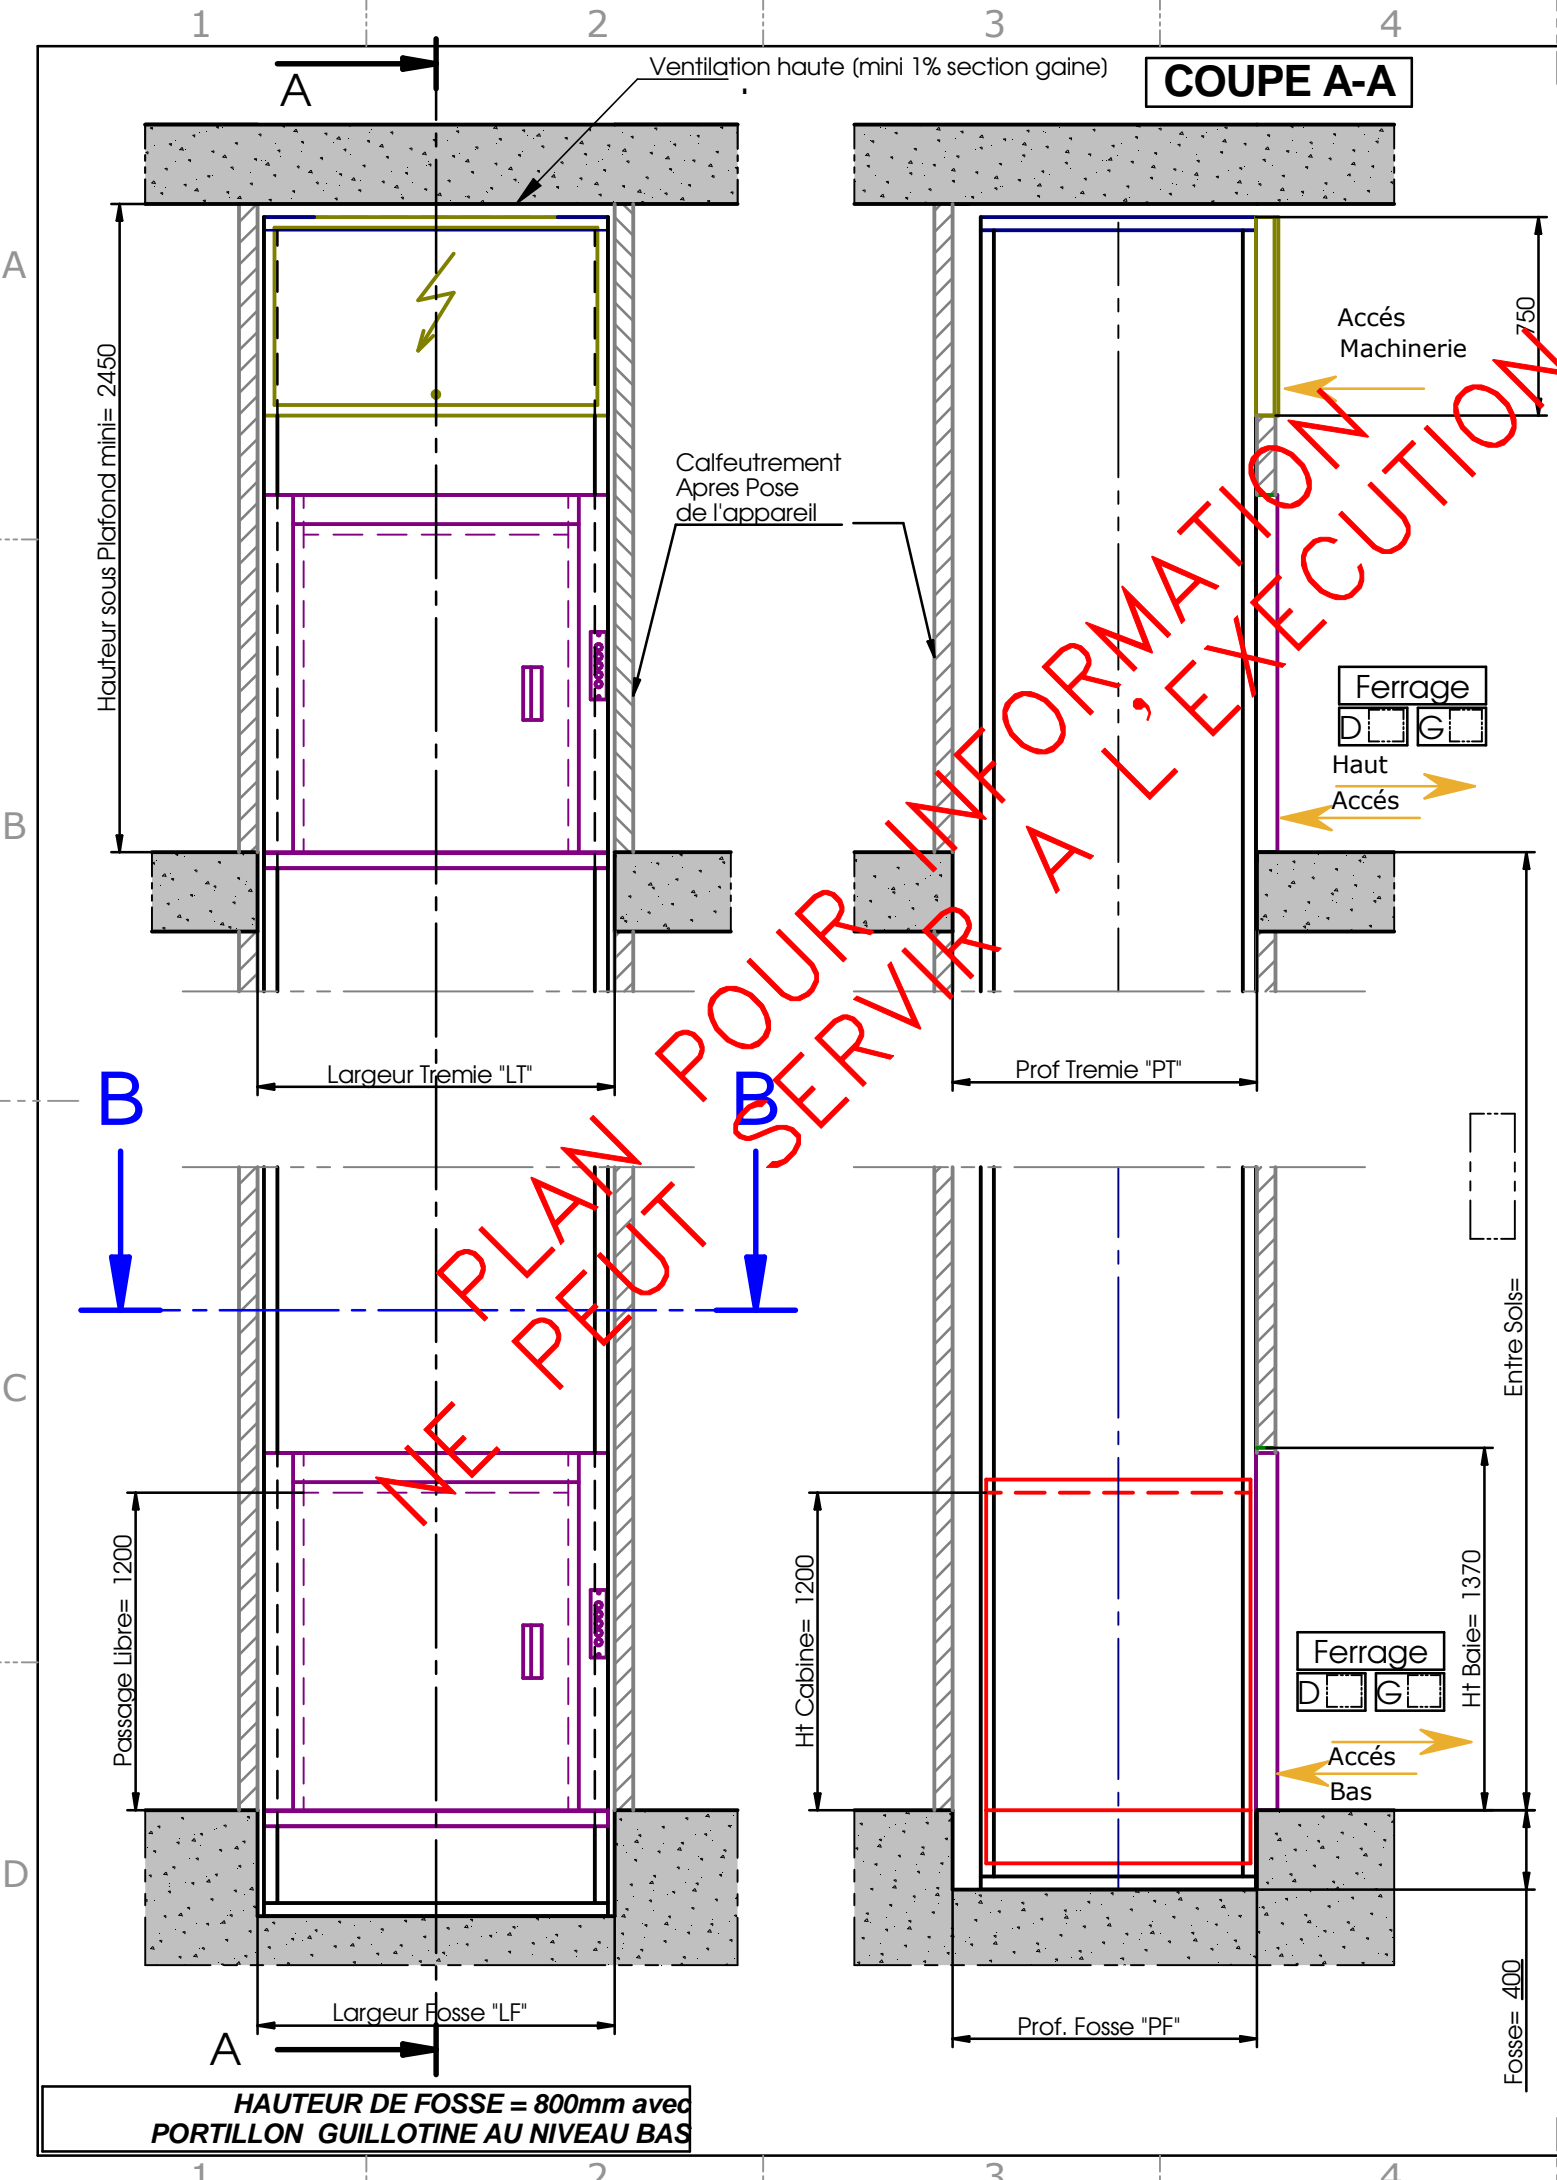 1 2 3 4
A
Ventilation haute (mini 1% section gaine)
COUPE A-A
A
Hauteur sous Plafond mini= 2450
Accés
Machinerie
750
Calfeutrement
Apres Pose
de l'appareil
Ferrage
D G
Haut
Accés
B
Largeur Tremie "LT"
Prof Tremie "PT"
B B
PLAN POUR INFORMATION
NE PEUT SERVIR A L'EXECUTION
Entre Sols=
C
Passage Libre= 1200
Ht Cabine= 1200
Ht Baie= 1370
Ferrage
D G
Accés
Bas
D
Largeur Fosse "LF"
Prof. Fosse "PF"
Fosse= 400
A
HAUTEUR DE FOSSE = 800mm avec
PORTILLON GUILLOTINE AU NIVEAU BAS
1 2 3 4